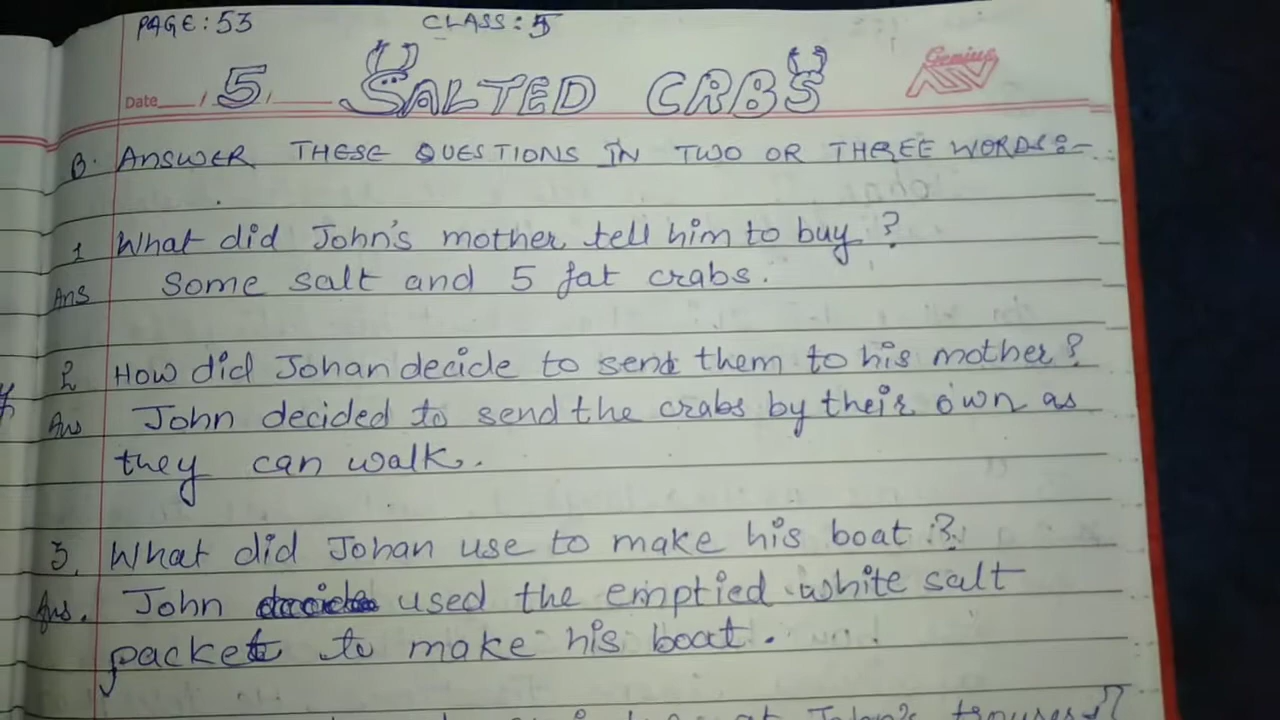 PAGE: 53 CLASS: 5
Date / 5 / SALTED CRBS Genius
B. ANSWER THESE QUESTIONS IN TWO OR THREE WORDS:-
1 What did John's mother tell him to buy?
Ans Some salt and 5 fat crabs.
2 How did Johan decide to send them to his mother?
Ans John decided to send the crabs by their own as
they can walk.
3. What did Johan use to make his boat?
Ans. John used the emptied white salt
packet to make his boat.
at John's trouses?